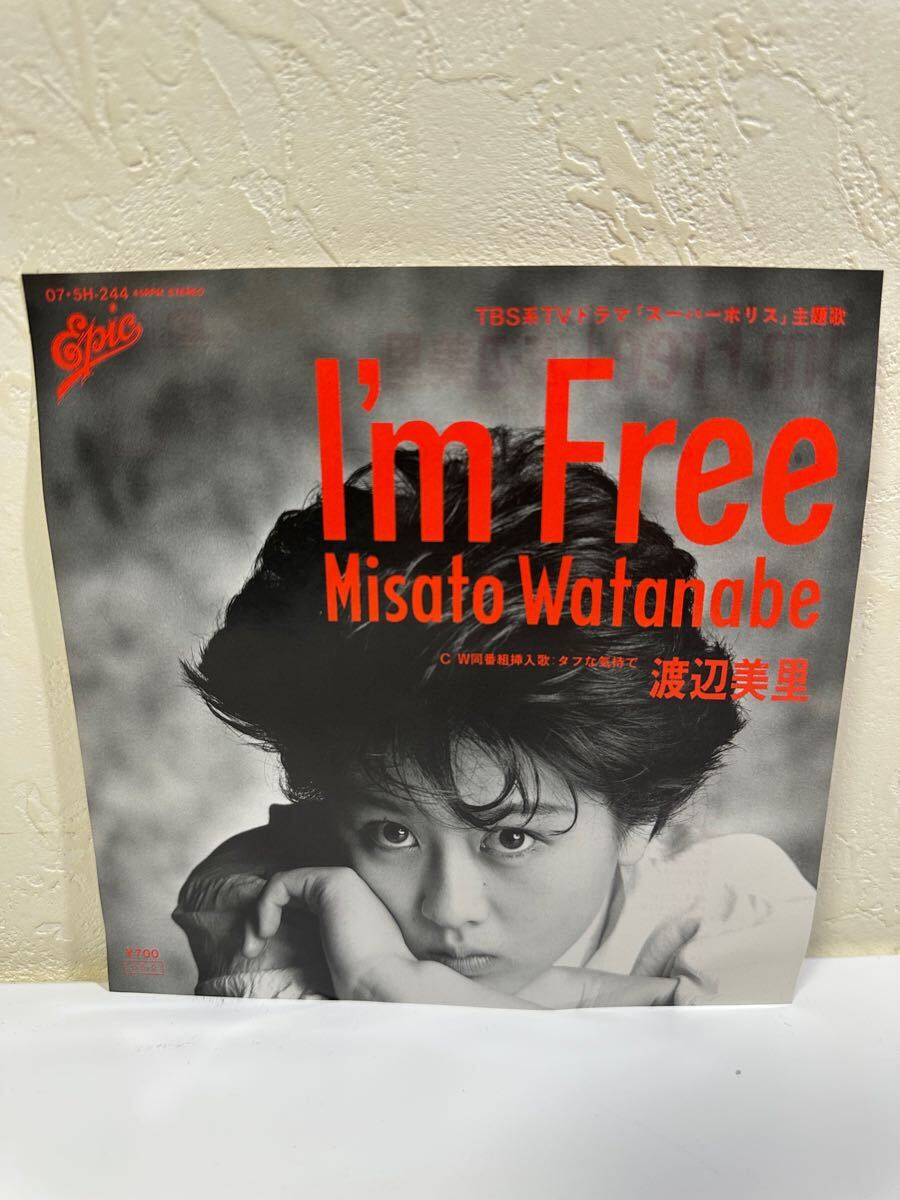 07・5H-244 45RPM STEREO
Epic
TBS系TVドラマ「スーパーポリス」主題歌
I'm Free
Misato Watanabe
C W同番組挿入歌:タフな気持で
渡辺美里
¥700